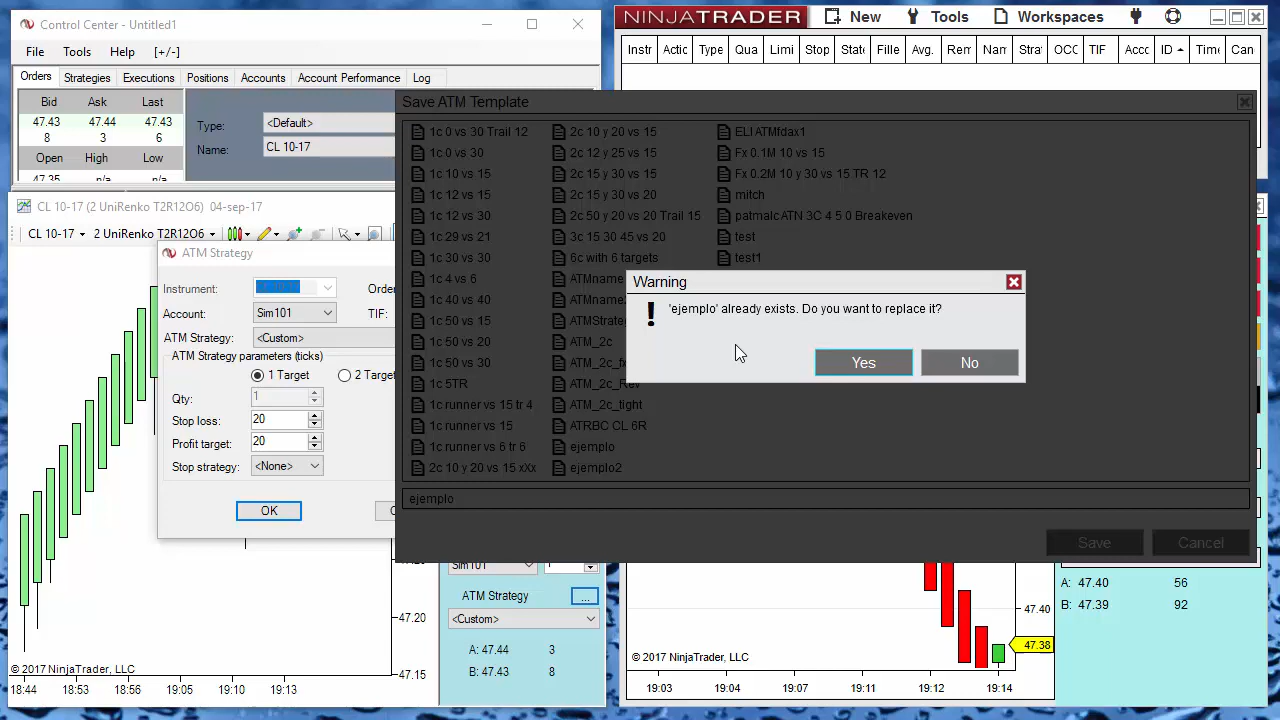 Control Center - Untitled1
File Tools Help [+/-]
Orders Strategies Executions Positions Accounts Account Performance Log
Bid Ask Last
47.43 47.44 47.43
8 3 6
Open High Low
47.35 n/a n/a
Type: <Default>
Name: CL 10-17
NINJATRADER New Tools Workspaces
Instr Actic Type Qua Limi Stop State Fille Avg. Rem Nam Stra OCC TIF Acco ID Time Can
Save ATM Template
1c 0 vs 30 Trail 12
1c 0 vs 30
1c 10 vs 15
1c 12 vs 15
1c 12 vs 30
1c 29 vs 21
1c 30 vs 30
1c 4 vs 6
1c 40 vs 40
1c 50 vs 15
1c 50 vs 20
1c 50 vs 30
1c 5TR
1c runner vs 15 tr 4
1c runner vs 15
1c runner vs 6 tr 6
2c 10 y 20 vs 15 xXx
2c 10 y 20 vs 15
2c 12 y 25 vs 15
2c 15 y 30 vs 15
2c 15 y 30 vs 20
2c 50 y 20 vs 20 Trail 15
3c 15 30 45 vs 20
6c with 6 targets
ATMname
ATMname2
ATMStrateg
ATM_2c
ATM_2c_fx
ATM_2c_Rev
ATM_2c_tight
ATRBC CL 6R
ejemplo
ejemplo2
ELI ATMfdax1
Fx 0.1M 10 vs 15
Fx 0.2M 10 y 30 vs 15 TR 12
mitch
patmalc ATN 3C 4 5 0 Breakeven
test
test1
ejemplo
Save Cancel
Warning
'ejemplo' already exists. Do you want to replace it?
Yes No
CL 10-17 (2 UniRenko T2R12O6) 04-sep-17
CL 10-17 2 UniRenko T2R12O6
ATM Strategy
Instrument: Order
Account: Sim101 TIF:
ATM Strategy: <Custom>
ATM Strategy parameters (ticks)
1 Target 2 Target
Qty: 1
Stop loss: 20
Profit target: 20
Stop strategy: <None>
OK C
47.20
47.15
© 2017 NinjaTrader, LLC
18:44 18:53 18:56 19:05 19:10 19:13
Sim101 1
ATM Strategy ...
<Custom>
A: 47.44 3
B: 47.43 8
47.40
47.38
© 2017 NinjaTrader, LLC
19:03 19:04 19:07 19:11 19:12 19:14
A: 47.40 56
B: 47.39 92